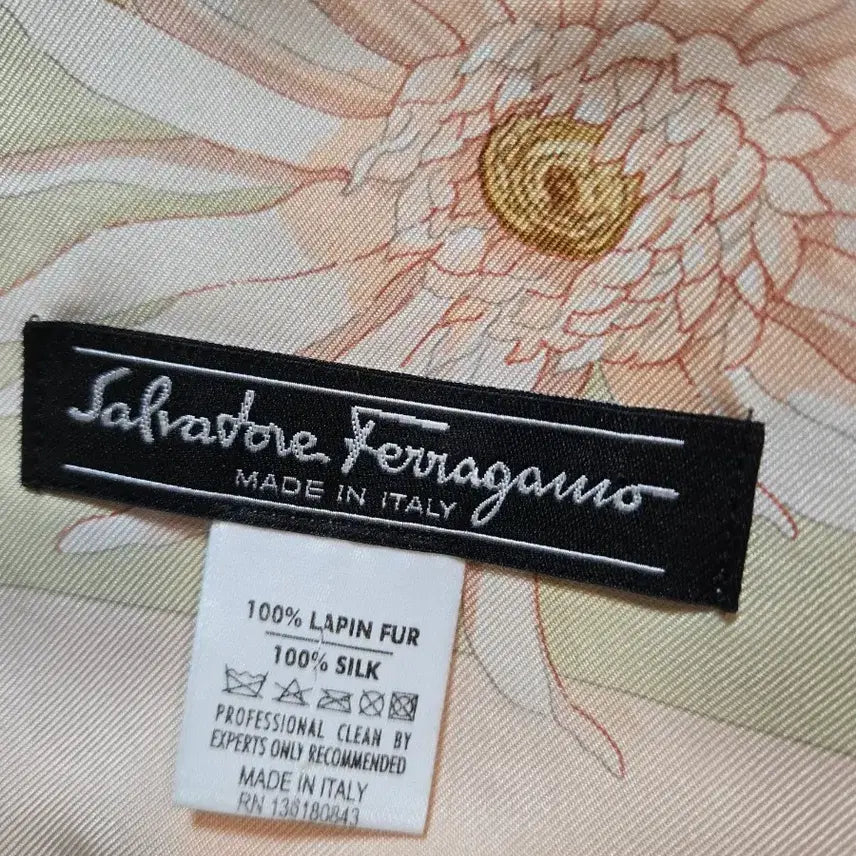 Salvatore Ferragamo
MADE IN ITALY
100% LAPIN FUR
100% SILK
PROFESSIONAL CLEAN BY
EXPERTS ONLY RECOMMENDED
MADE IN ITALY
RN 136180843